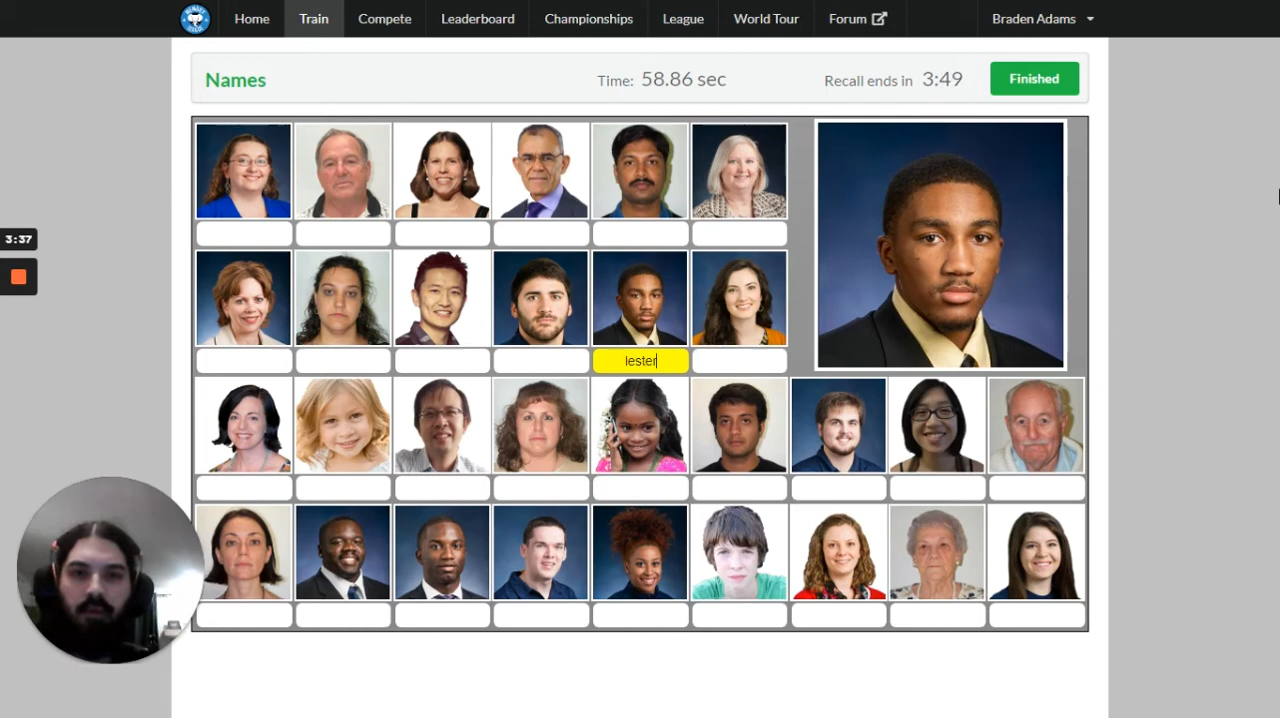 Home Train Compete Leaderboard Championships League World Tour Forum Braden Adams
Names Time: 58.86 sec Recall ends in 3:49 Finished
3:37
lester